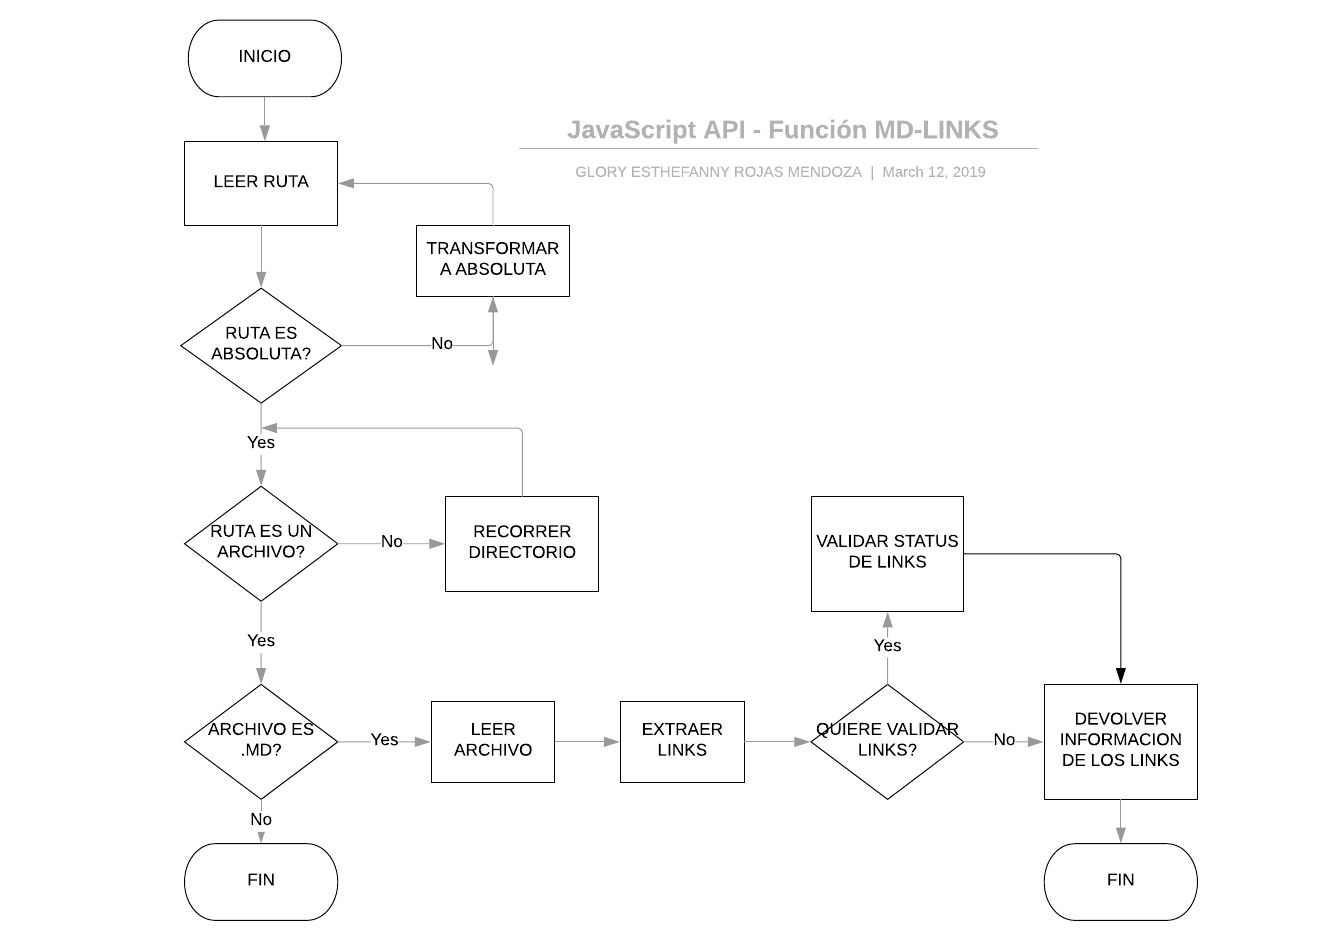 INICIO
JavaScript API - Función MD-LINKS
GLORY ESTHEFANNY ROJAS MENDOZA | March 12, 2019
LEER RUTA
TRANSFORMAR
A ABSOLUTA
RUTA ES
ABSOLUTA?
No
Yes
RUTA ES UN
ARCHIVO?
No
RECORRER
DIRECTORIO
VALIDAR STATUS
DE LINKS
Yes
Yes
ARCHIVO ES
.MD?
Yes
LEER
ARCHIVO
EXTRAER
LINKS
QUIERE VALIDAR
LINKS?
No
DEVOLVER
INFORMACION
DE LOS LINKS
No
FIN
FIN